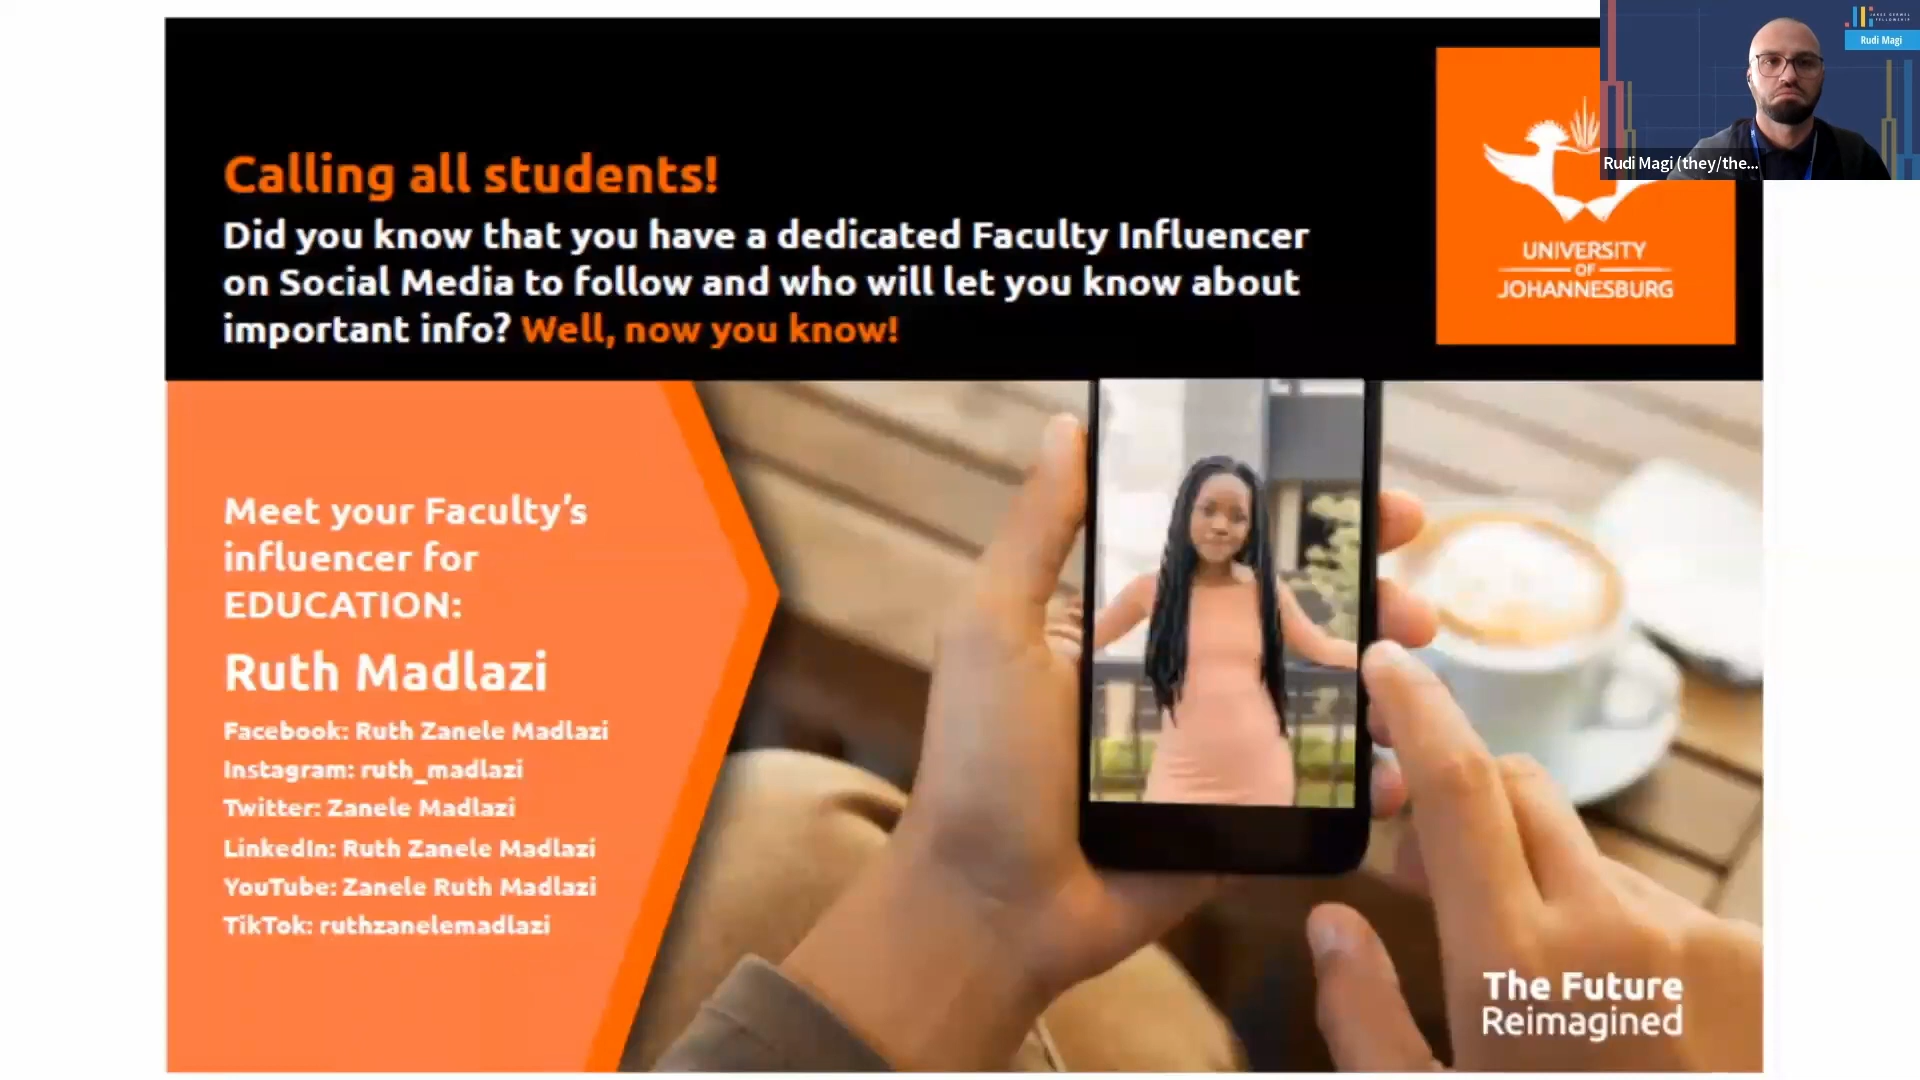 Calling all students!
Did you know that you have a dedicated Faculty Influencer
on Social Media to follow and who will let you know about
important info? Well, now you know!
UNIVERSITY
OF
JOHANNESBURG
Rudi Magi
Rudi Magi (they/the...
Meet your Faculty’s
influencer for
EDUCATION:
Ruth Madlazi
Facebook: Ruth Zanele Madlazi
Instagram: ruth_madlazi
Twitter: Zanele Madlazi
LinkedIn: Ruth Zanele Madlazi
YouTube: Zanele Ruth Madlazi
TikTok: ruthzanelemadlazi
The Future
Reimagined